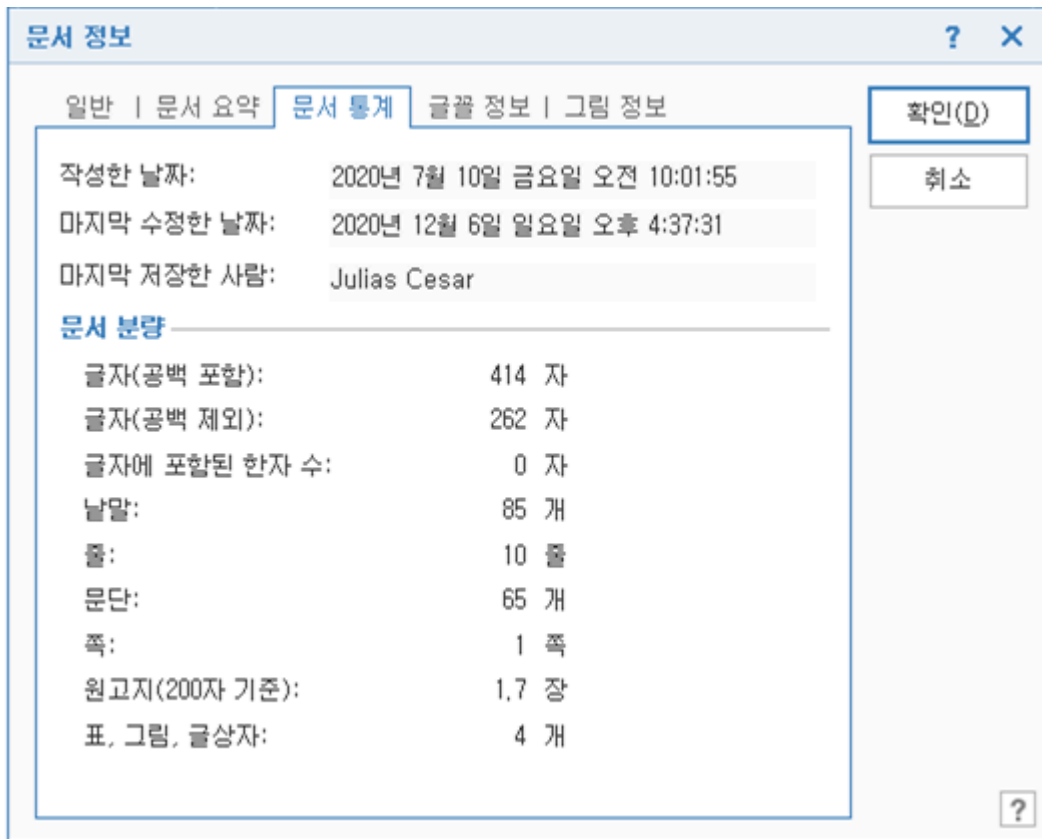 문서 정보 ? ×
일반 | 문서 요약 문서 통계 글꼴 정보 | 그림 정보
확인(D)
취소
작성한 날짜: 2020년 7월 10일 금요일 오전 10:01:55
마지막 수정한 날짜: 2020년 12월 6일 일요일 오후 4:37:31
마지막 저장한 사람: Julias Cesar
문서 분량
글자(공백 포함): 414 자
글자(공백 제외): 262 자
글자에 포함된 한자 수: 0 자
낱말: 85 개
줄: 10 줄
문단: 65 개
쪽: 1 쪽
원고지(200자 기준): 1.7 장
표, 그림, 글상자: 4 개
?